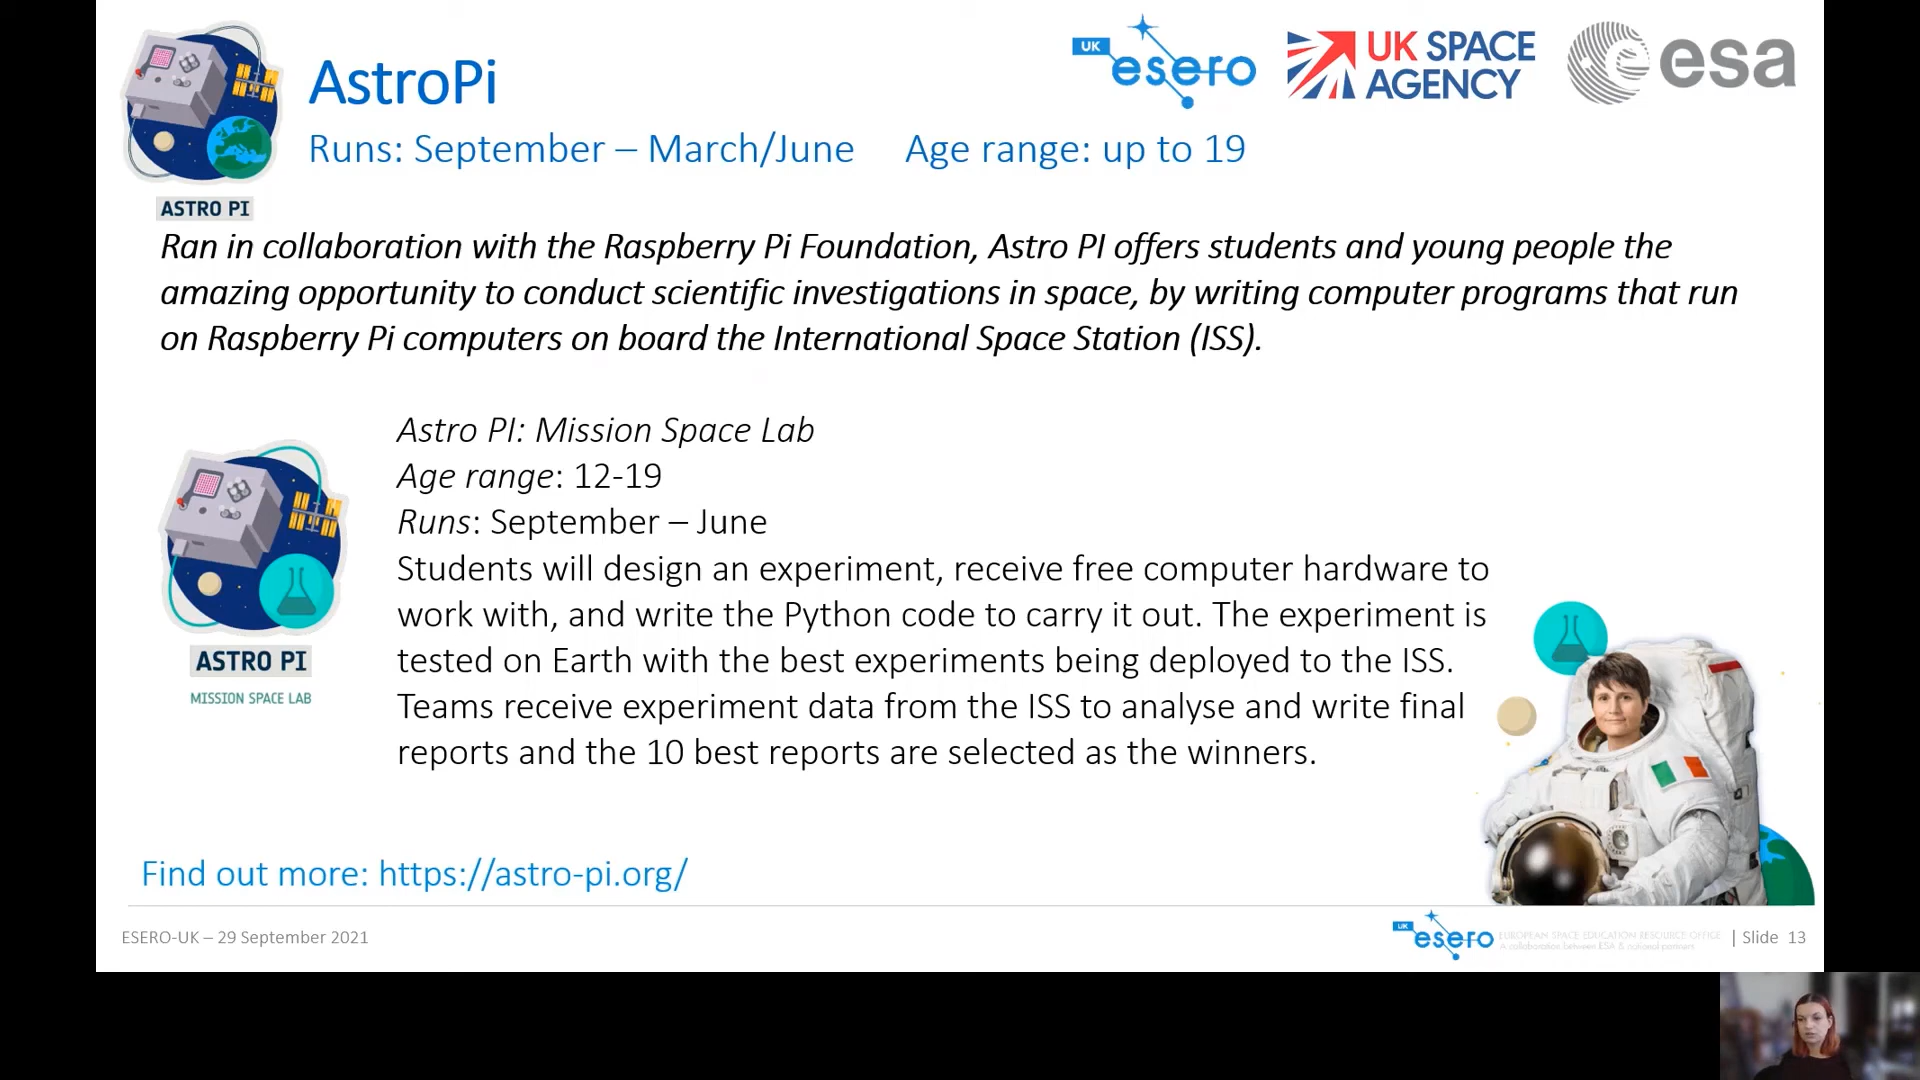 AstroPi
UK
esero
UK SPACE
AGENCY
esa
Runs: September – March/June Age range: up to 19
ASTRO PI
Ran in collaboration with the Raspberry Pi Foundation, Astro PI offers students and young people the
amazing opportunity to conduct scientific investigations in space, by writing computer programs that run
on Raspberry Pi computers on board the International Space Station (ISS).
Astro PI: Mission Space Lab
Age range: 12-19
Runs: September – June
Students will design an experiment, receive free computer hardware to
work with, and write the Python code to carry it out. The experiment is
tested on Earth with the best experiments being deployed to the ISS.
Teams receive experiment data from the ISS to analyse and write final
reports and the 10 best reports are selected as the winners.
ASTRO PI
MISSION SPACE LAB
Find out more: https://astro-pi.org/
ESERO-UK – 29 September 2021
UK
esero
EUROPEAN SPACE EDUCATION RESOURCE OFFICE
A collaboration between ESA & national partners
| Slide 13